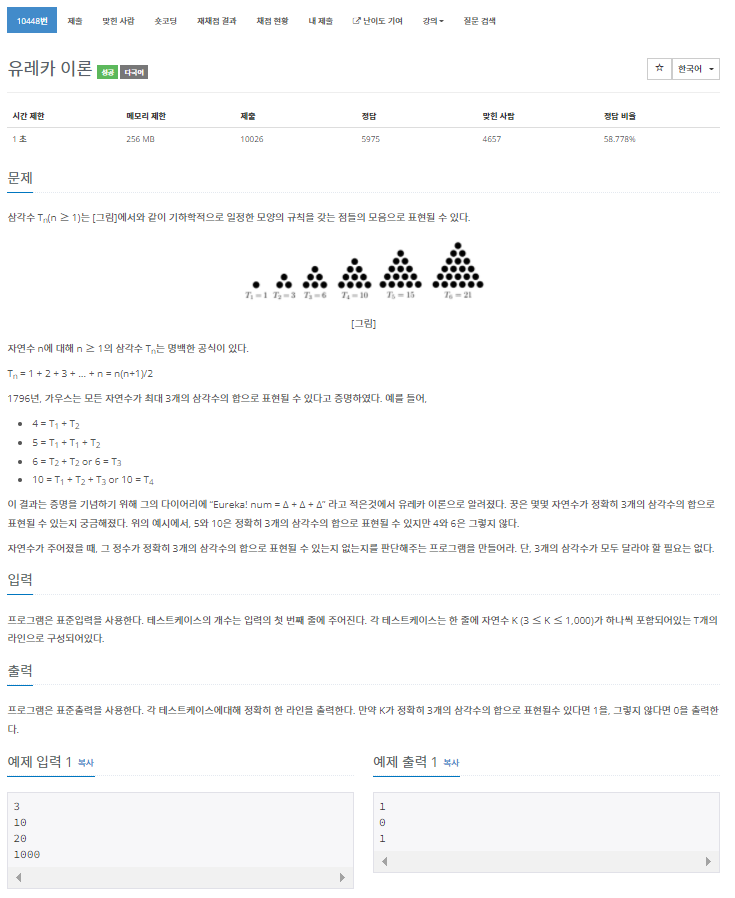 10448번 제출 맞힌 사람 숏코딩 재채점 결과 채점 현황 내 제출 난이도 기여 강의 질문 검색
유레카 이론 성공 다국어
☆ 한국어
시간 제한 메모리 제한 제출 정답 맞힌 사람 정답 비율
1 초 256 MB 10026 5975 4657 58.778%
문제
삼각수 Tn(n ≥ 1)는 [그림]에서와 같이 기하학적으로 일정한 모양의 규칙을 갖는 점들의 모음으로 표현될 수 있다.
T1 = 1 T2 = 3 T3 = 6 T4 = 10 T5 = 15 T6 = 21
[그림]
자연수 n에 대해 n ≥ 1의 삼각수 Tn는 명백한 공식이 있다.
Tn = 1 + 2 + 3 + ... + n = n(n+1)/2
1796년, 가우스는 모든 자연수가 최대 3개의 삼각수의 합으로 표현될 수 있다고 증명하였다. 예를 들어,
• 4 = T1 + T2
• 5 = T1 + T1 + T2
• 6 = T2 + T2 or 6 = T3
• 10 = T1 + T2 + T3 or 10 = T4
이 결과는 증명을 기념하기 위해 그의 다이어리에 “Eureka! num = Δ + Δ + Δ” 라고 적은것에서 유레카 이론으로 알려졌다. 꿍은 몇몇 자연수가 정확히 3개의 삼각수의 합으로
표현될 수 있는지 궁금해졌다. 위의 예시에서, 5와 10은 정확히 3개의 삼각수의 합으로 표현될 수 있지만 4와 6은 그렇지 않다.
자연수가 주어졌을 때, 그 정수가 정확히 3개의 삼각수의 합으로 표현될 수 있는지 없는지를 판단해주는 프로그램을 만들어라. 단, 3개의 삼각수가 모두 달라야 할 필요는 없다.
입력
프로그램은 표준입력을 사용한다. 테스트케이스의 개수는 입력의 첫 번째 줄에 주어진다. 각 테스트케이스는 한 줄에 자연수 K (3 ≤ K ≤ 1,000)가 하나씩 포함되어있는 T개의
라인으로 구성되어있다.
출력
프로그램은 표준출력을 사용한다. 각 테스트케이스에대해 정확히 한 라인을 출력한다. 만약 K가 정확히 3개의 삼각수의 합으로 표현될수 있다면 1을, 그렇지 않다면 0을 출력한
다.
예제 입력 1 복사
3
10
20
1000
예제 출력 1 복사
1
0
1